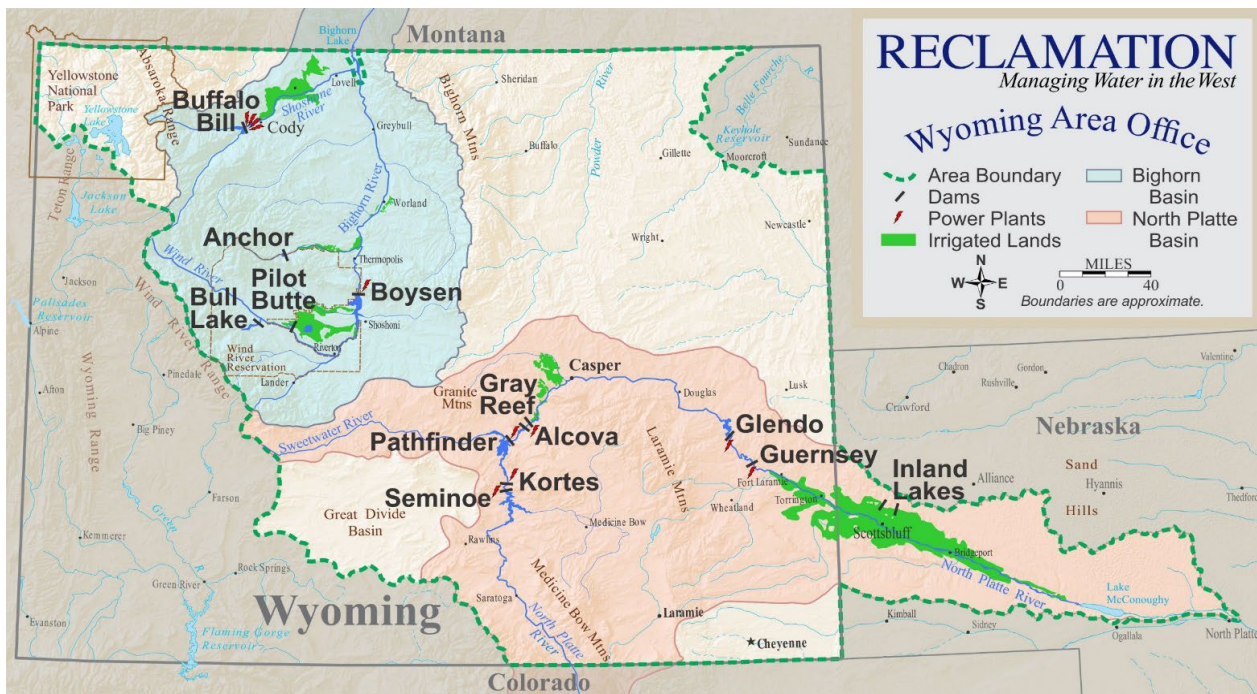 RECLAMATION
Managing Water in the West
Wyoming Area Office
Area Boundary
Dams
Power Plants
Irrigated Lands
Bighorn
Basin
North Platte
Basin
N
W
E
S
MILES
0
40
Boundaries are approximate.
Montana
Bighorn
Lake
Yellowstone
National
Park
Absaroka Range
Yellowstone
Lake
Buffalo
Bill
Cody
Shoshone
River
Lovell
Greybull
Bighorn
Mtns
Sheridan
Buffalo
Powder
River
Gillette
Belle Fourche
R
Keyhole
Reservoir
Moorcroft
Sundance
Newcastle
Wright
Teton Range
Jackson
Lake
Bighorn River
Worland
Anchor
Thermopolis
Wind River
Pilot
Butte
Bull
Lake
Boysen
Shoshoni
Riverton
Wind
River
Reservation
Lander
Jackson
Palisades
Reservoir
Alpine
Wind River Range
Wyoming
Range
Afton
Pinedale
Big Piney
Farson
Green
R
Kemmerer
Green River
Rock Springs
Evanston
Flaming Gorge
Reservoir
Wyoming
Granite
Mtns
Sweetwater River
Gray
Reef
Casper
Pathfinder
Alcova
Kortes
Seminoe
Great Divide
Basin
Rawlins
Saratoga
Medicine Bow
Medicine Bow Mtns
North
Platte
River
Laramie
Mtns
Douglas
Lusk
Glendo
Guernsey
Fort Laramie
Wheatland
Torrington
Laramie
Cheyenne
Inland
Lakes
Scottsbluff
Bridgeport
North Platte River
Nebraska
Chadron
Gordon
Rushville
Valentine
Crawford
Alliance
Sand
Hills
Hyannis
Thedford
Lake
McConoughy
Kimball
Sidney
Ogallala
North Platte
Colorado